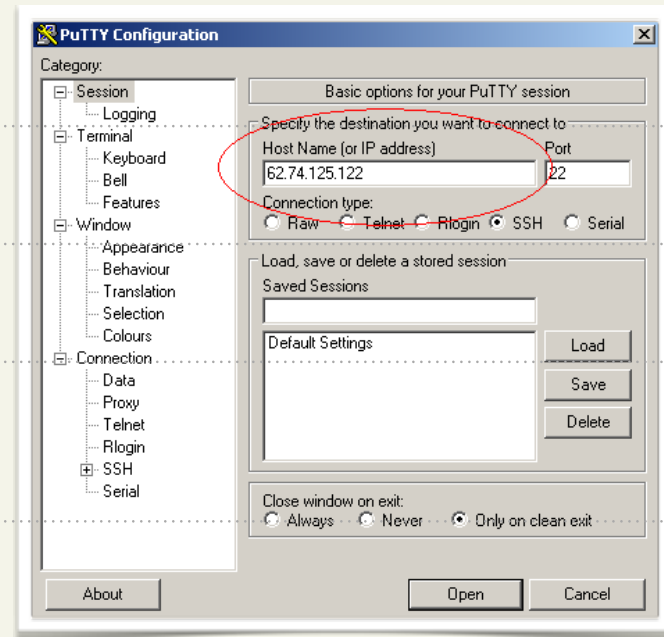 PuTTY Configuration
Category:
Session
Logging
Terminal
Keyboard
Bell
Features
Window
Appearance
Behaviour
Translation
Selection
Colours
Connection
Data
Proxy
Telnet
Rlogin
SSH
Serial
Basic options for your PuTTY session
Specify the destination you want to connect to
Host Name (or IP address) Port
62.74.125.122 22
Connection type:
Raw Telnet Rlogin SSH Serial
Load, save or delete a stored session
Saved Sessions
Default Settings
Load
Save
Delete
Close window on exit:
Always Never Only on clean exit
About Open Cancel